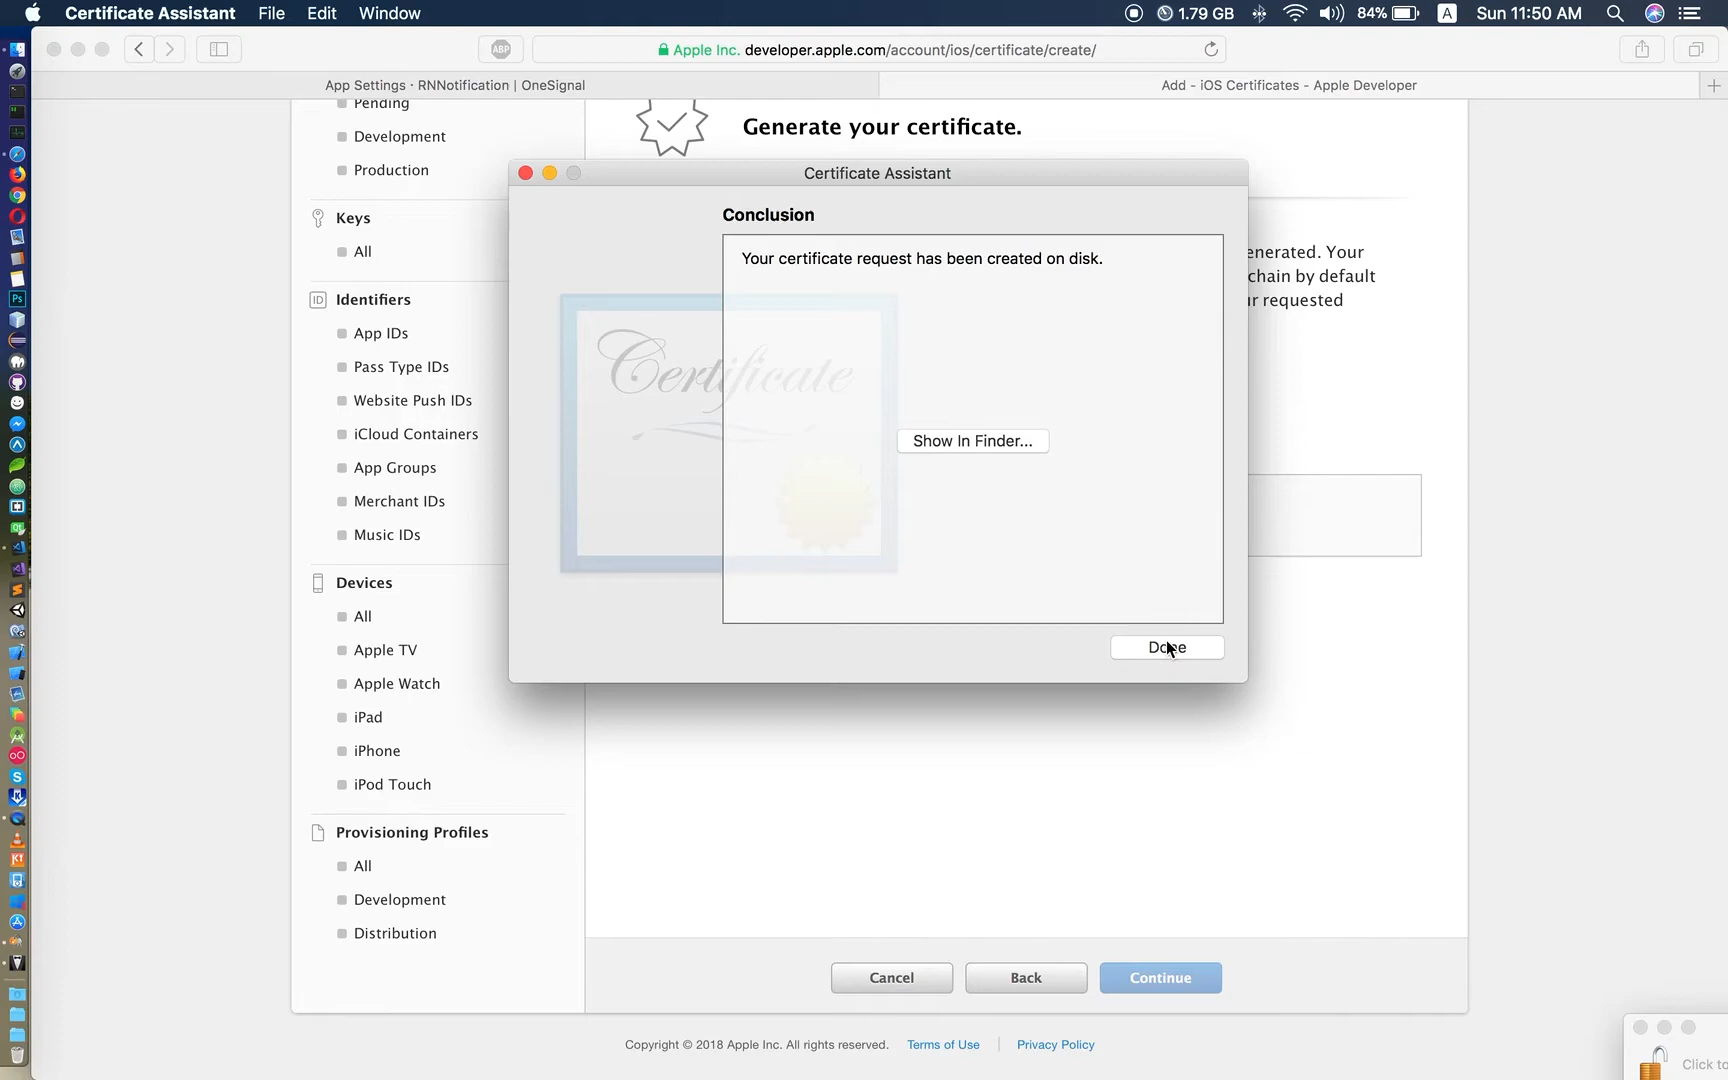 Certificate Assistant File Edit Window 1.79 GB 84% A Sun 11:50 AM
ABP Apple Inc. developer.apple.com/account/ios/certificate/create/
App Settings · RNNotification | OneSignal Add - iOS Certificates - Apple Developer
Pending
Development
Production
Keys
All
ID Identifiers
App IDs
Pass Type IDs
Website Push IDs
iCloud Containers
App Groups
Merchant IDs
Music IDs
Devices
All
Apple TV
Apple Watch
iPad
iPhone
iPod Touch
Provisioning Profiles
All
Development
Distribution
Generate your certificate.
Certificate Assistant
Conclusion
Your certificate request has been created on disk.
Certificate
Show In Finder...
Done
enerated. Your
chain by default
ur requested
Cancel Back Continue
Copyright © 2018 Apple Inc. All rights reserved. Terms of Use Privacy Policy
Click to